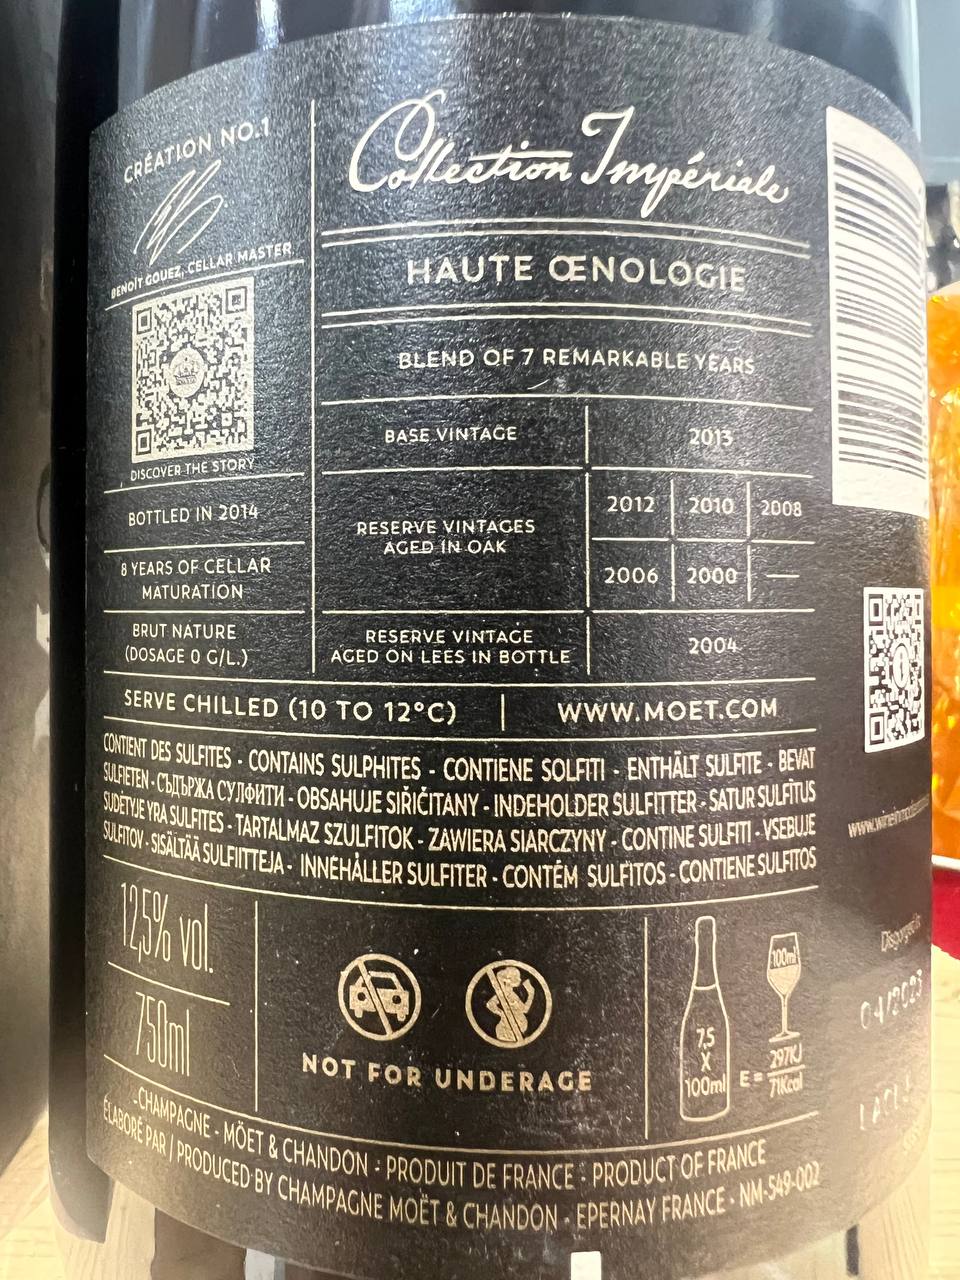 CRÉATION NO.1
BENOÎT GOUEZ, CELLAR MASTER
DISCOVER THE STORY
BOTTLED IN 2014
8 YEARS OF CELLAR
MATURATION
BRUT NATURE
(DOSAGE 0 G/L.)
Collection Impériale
HAUTE ŒNOLOGIE
BLEND OF 7 REMARKABLE YEARS
BASE VINTAGE 2013
RESERVE VINTAGES
AGED IN OAK
2012 2010 2008
2006 2000 —
RESERVE VINTAGE
AGED ON LEES IN BOTTLE
2004
SERVE CHILLED (10 TO 12°C) | WWW.MOET.COM
CONTIENT DES SULFITES - CONTAINS SULPHITES - CONTIENE SOLFITI - ENTHÄLT SULFITE - BEVAT
SULFIETEN - СЪДЪРЖА СУЛФИТИ - OBSAHUJE SIŘIČITANY - INDEHOLDER SULFITTER - SATUR SULFĪTUS
SUDĖTYJE YRA SULFITES - TARTALMAZ SZULFITOK - ZAWIERA SIARCZYNY - CONTINE SULFITI - VSEBUJE
SULFITOV - SISÄLTÄÄ SULFIITTEJA - INNEHÅLLER SULFITER - CONTÉM SULFITOS - CONTIENE SULFITOS
12,5% vol.
750ml
NOT FOR UNDERAGE
7,5
X
100ml
100ml
E = 297KJ
71Kcal
CHAMPAGNE - MÖET & CHANDON - PRODUIT DE FRANCE - PRODUCT OF FRANCE
ÉLABORÉ PAR / PRODUCED BY CHAMPAGNE MOËT & CHANDON - EPERNAY FRANCE - NM-549-002
04/2023